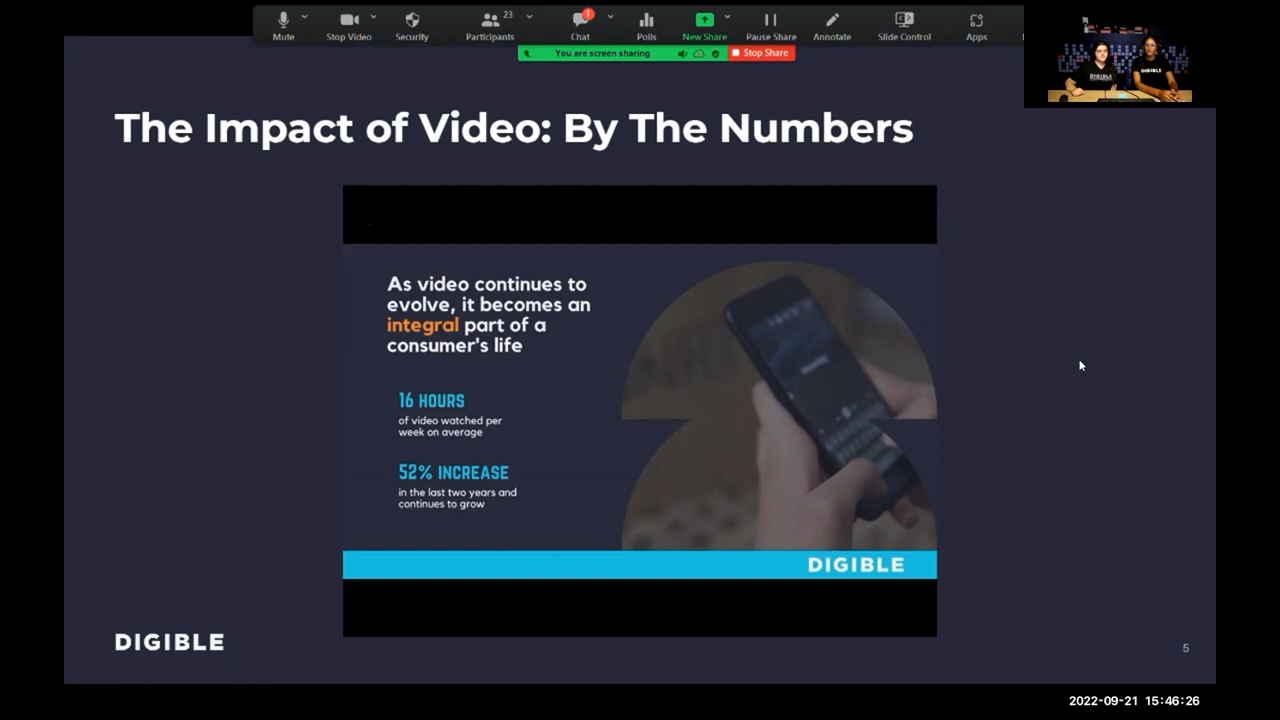 23
1
Mute
Stop Video
Security
Participants
Chat
Polls
New Share
Pause Share
Annotate
Slide Control
Apps
You are screen sharing
Stop Share
DIGIBLE
DIGIBLE
The Impact of Video: By The Numbers
As video continues to
evolve, it becomes an
integral part of a
consumer's life
16 HOURS
of video watched per
week on average
52% INCREASE
in the last two years and
continues to grow
DIGIBLE
DIGIBLE
5
2022-09-21 15:46:26